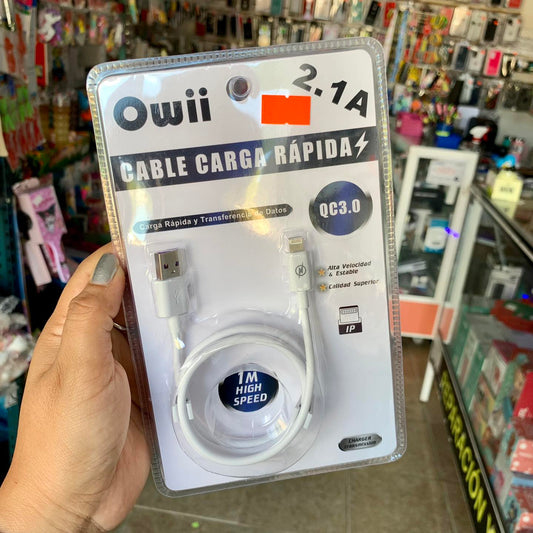 Owii
2.1A
CABLE CARGA RÁPIDA
Carga Rápida y Transferencia de Datos
QC3.0
Alta Velocidad
& Estable
Calidad Superior
IP
1M
HIGH
SPEED
CHARGER
REPARACIÓN Y